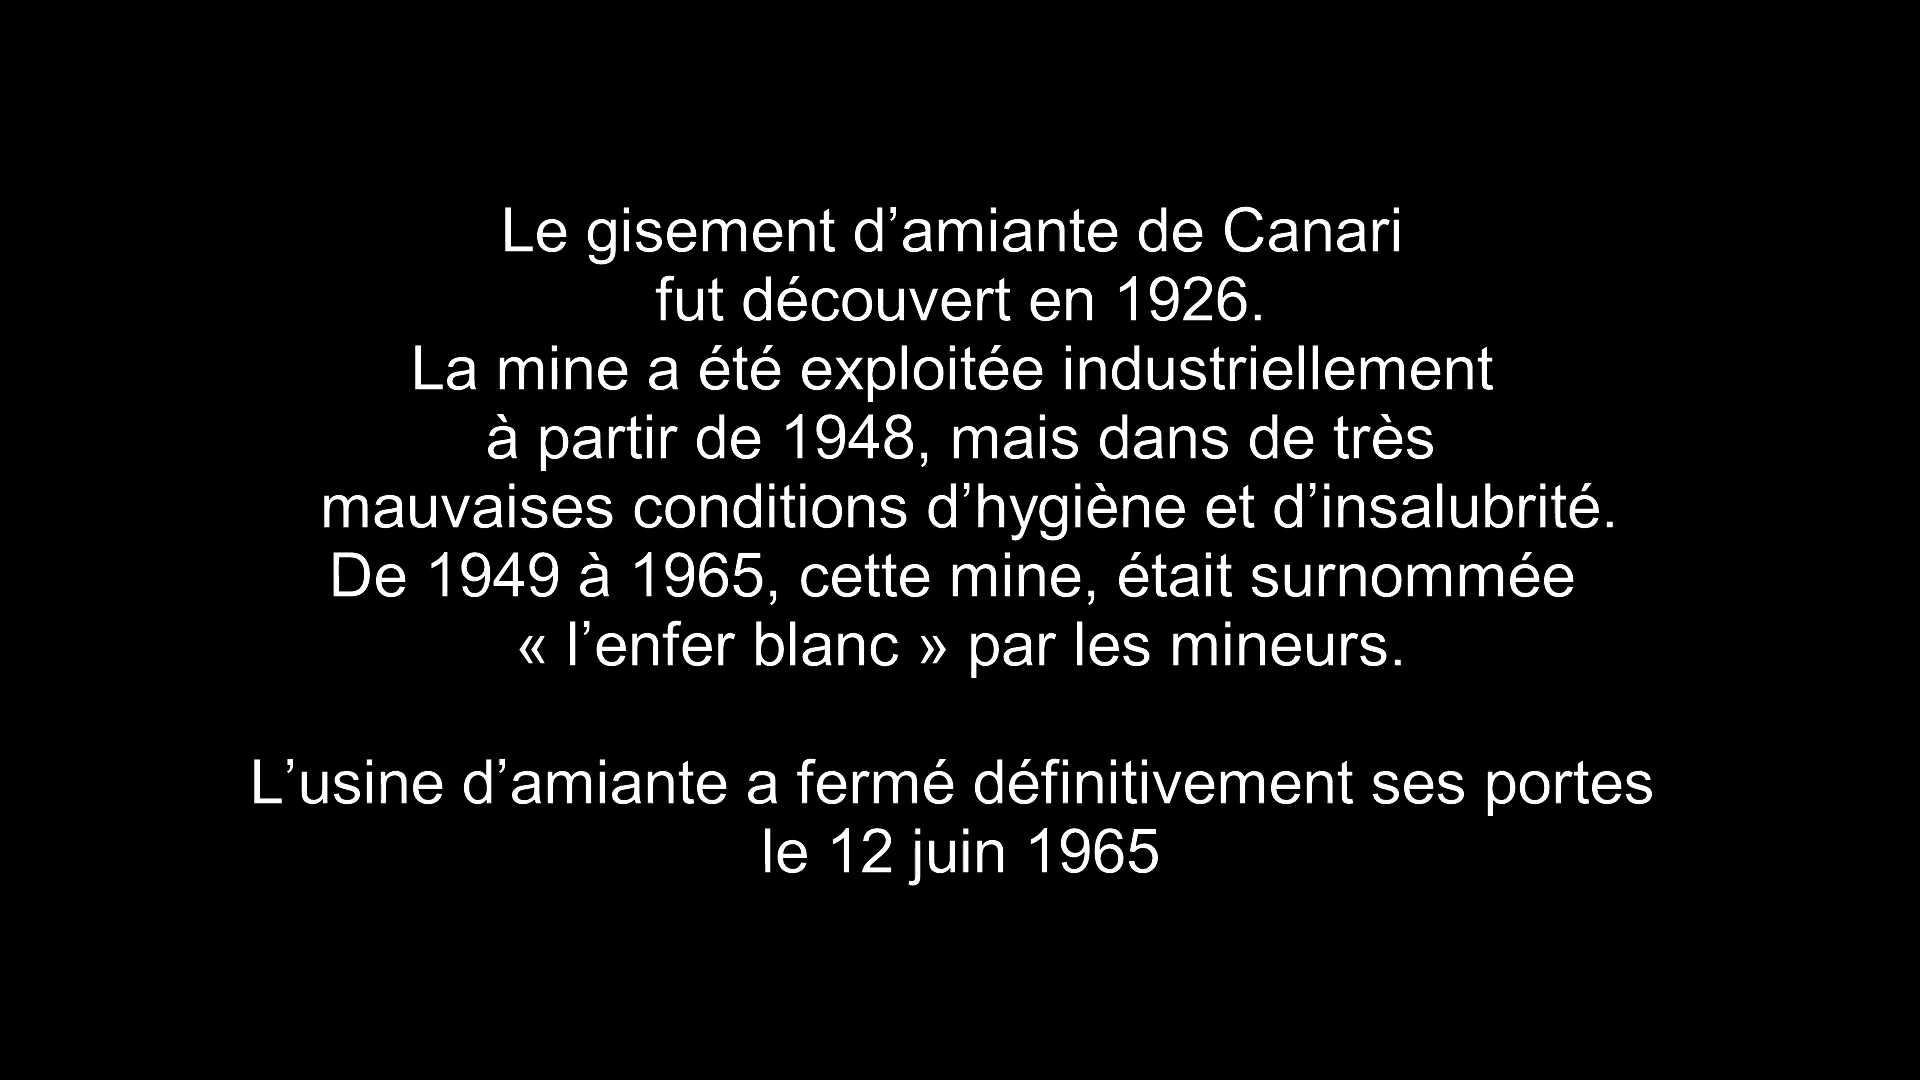 Le gisement d’amiante de Canari
fut découvert en 1926.
La mine a été exploitée industriellement
à partir de 1948, mais dans de très
mauvaises conditions d’hygiène et d’insalubrité.
De 1949 à 1965, cette mine, était surnommée
« l’enfer blanc » par les mineurs.
L’usine d’amiante a fermé définitivement ses portes
le 12 juin 1965